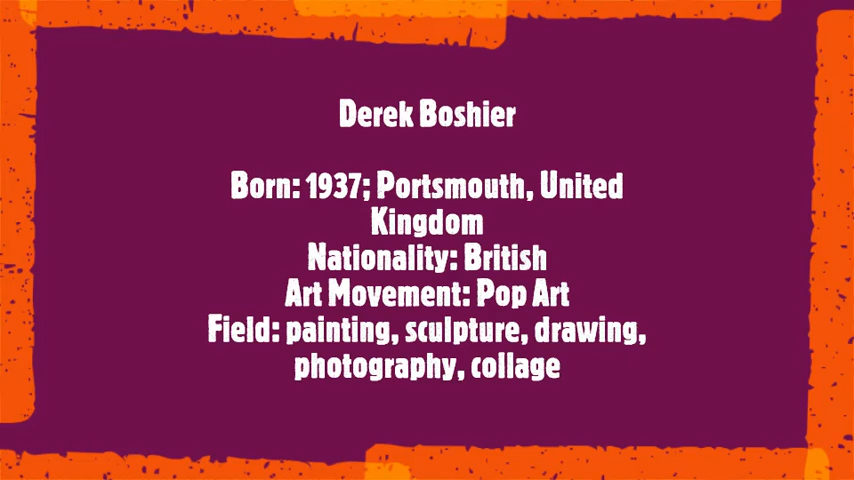 Derek Boshier
Born: 1937; Portsmouth, United
Kingdom
Nationality: British
Art Movement: Pop Art
Field: painting, sculpture, drawing,
photography, collage